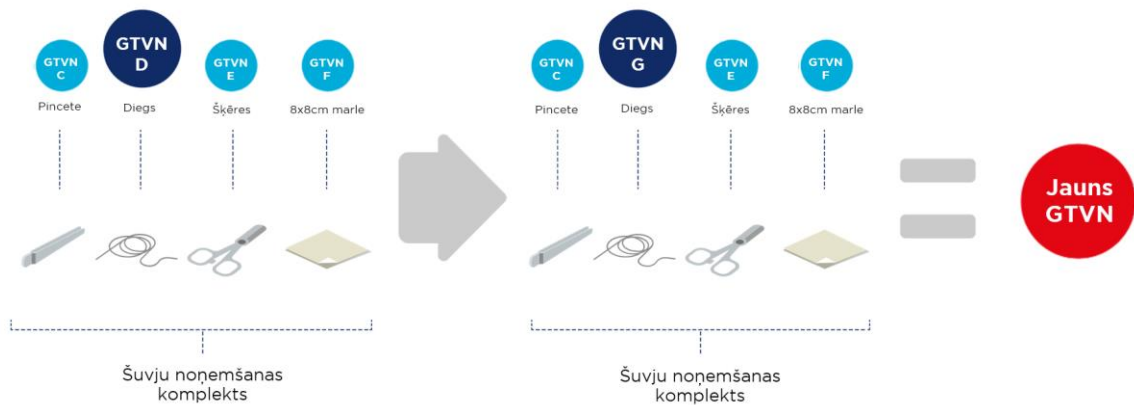 GTVN
C
GTVN
D
GTVN
E
GTVN
F
Pincete
Diegs
Šķēres
8x8cm marle
Šuvju noņemšanas
komplekts
GTVN
C
GTVN
G
GTVN
E
GTVN
F
Pincete
Diegs
Šķēres
8x8cm marle
Šuvju noņemšanas
komplekts
Jauns
GTVN